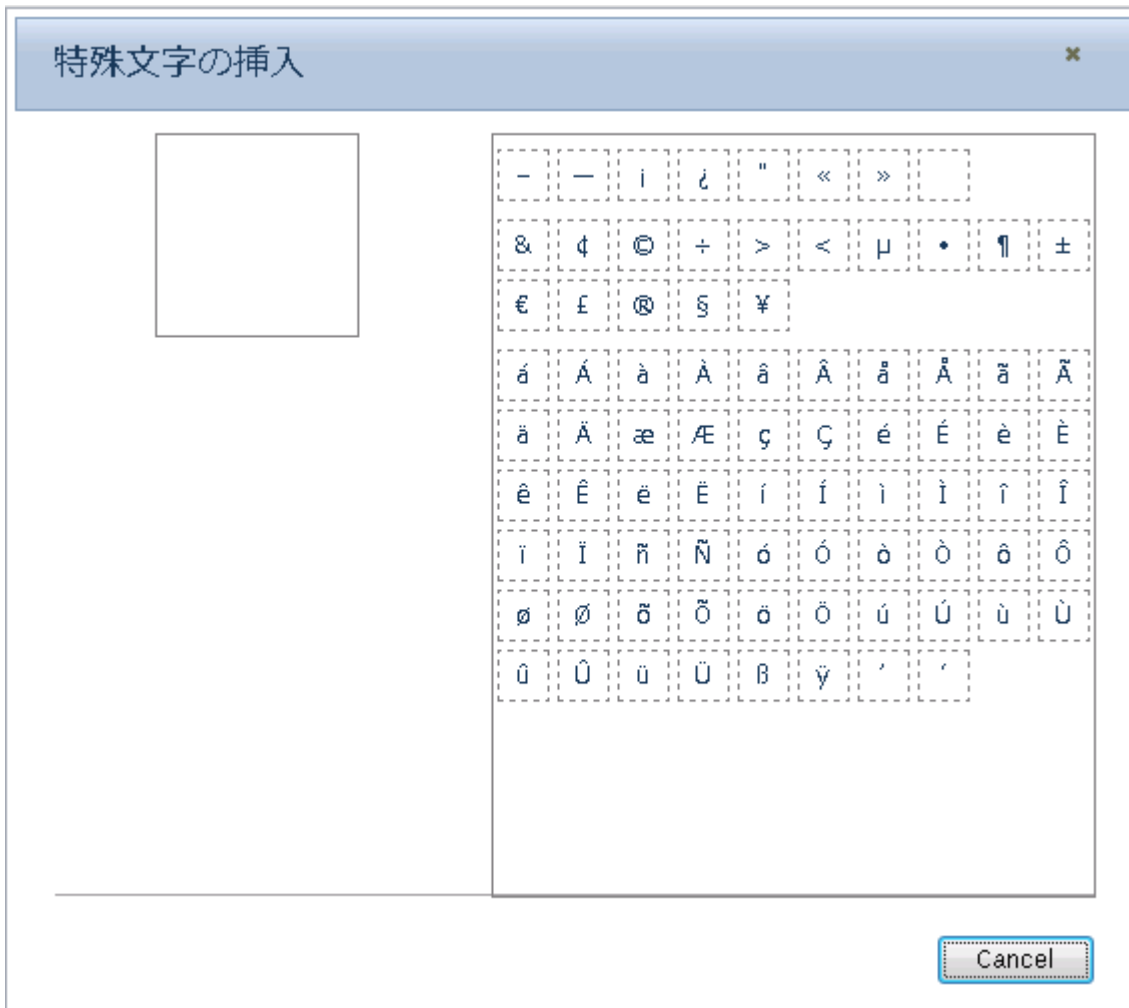 特殊文字の挿入 ✖
– — ¡ ¿ " « »
& ¢ © ÷ > < µ • ¶ ±
€ £ ® § ¥
á Á à À â Â å Å ã Ã
ä Ä æ Æ ç Ç é É è È
ê Ê ë Ë í Í ì Ì î Î
ï Ï ñ Ñ ó Ó ò Ò ô Ô
ø Ø õ Õ ö Ö ú Ú ù Ù
û Û ü Ü ß ÿ ’ ‘
Cancel